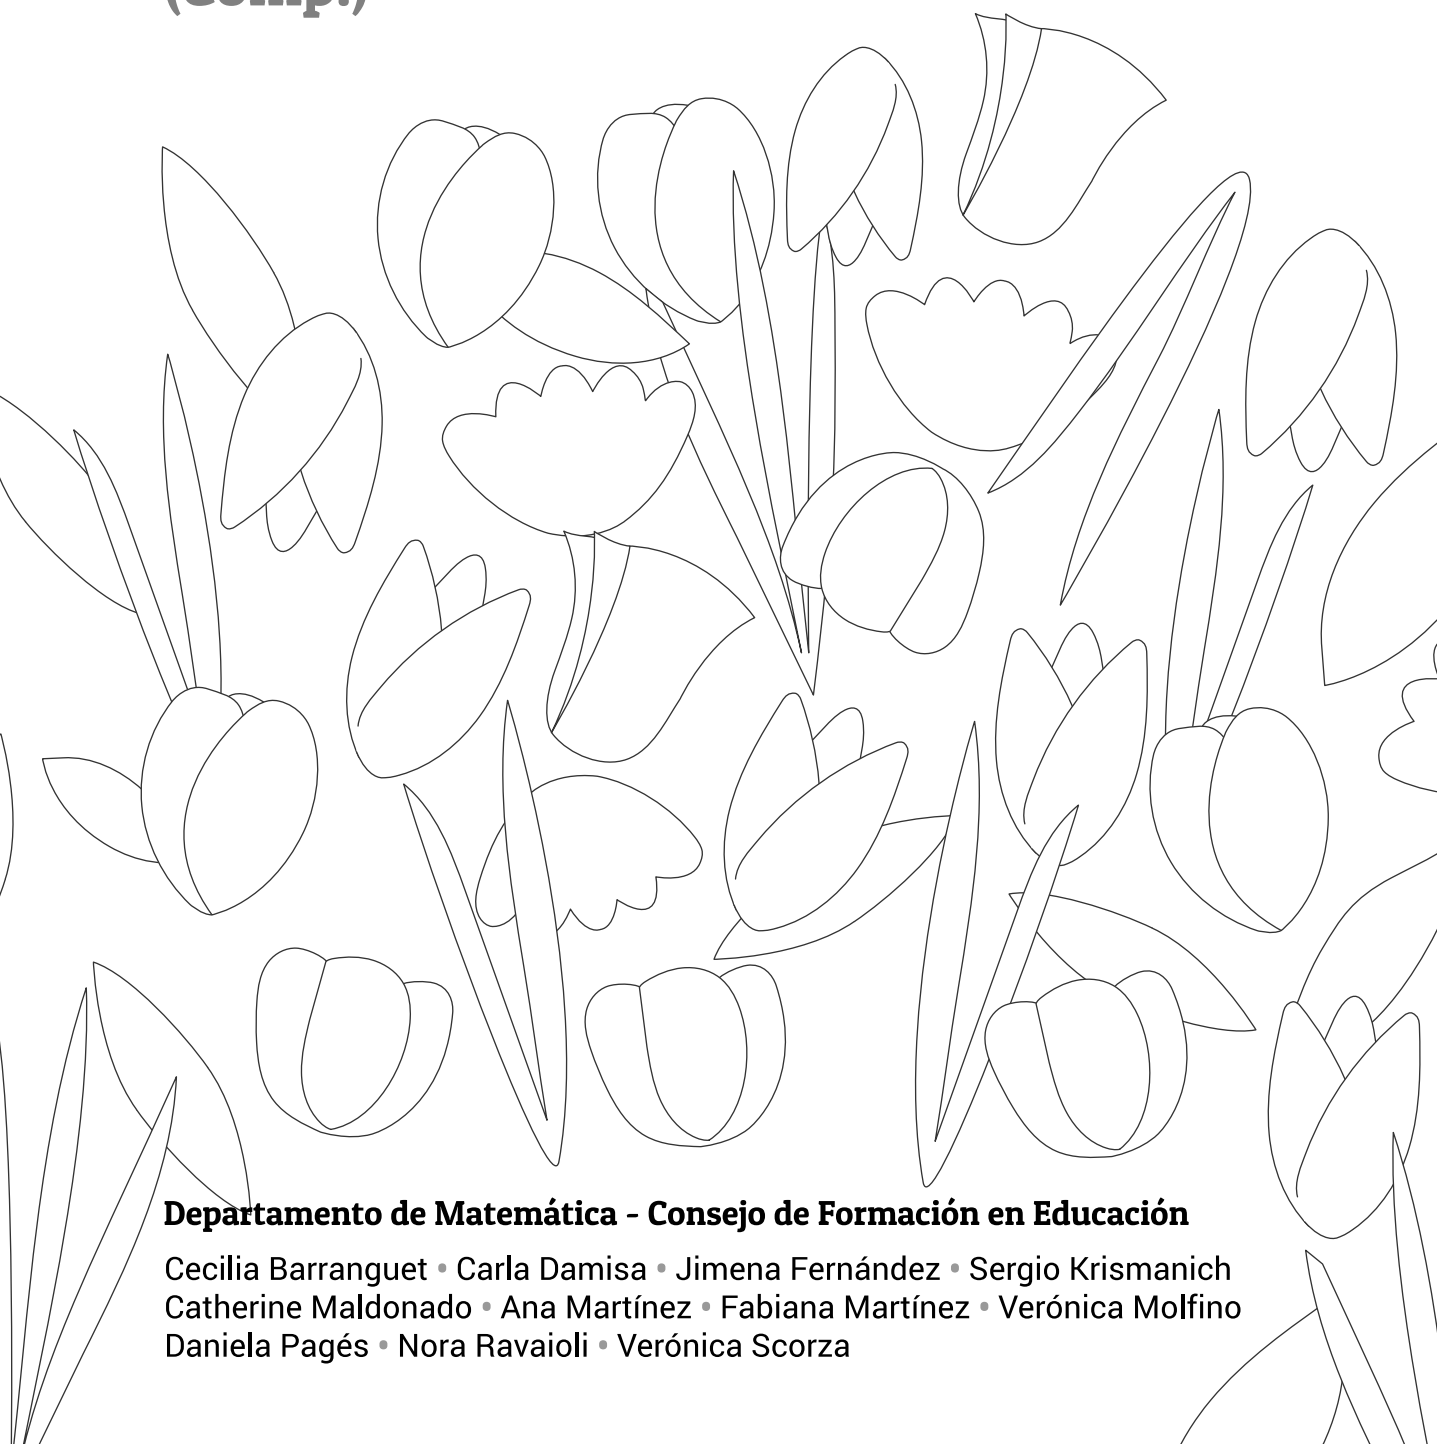 (Comp.)
Departamento de Matemática - Consejo de Formación en Educación
Cecilia Barranguet • Carla Damisa • Jimena Fernández • Sergio Krismanich
Catherine Maldonado • Ana Martínez • Fabiana Martínez • Verónica Molfino
Daniela Pagés • Nora Ravaioli • Verónica Scorza